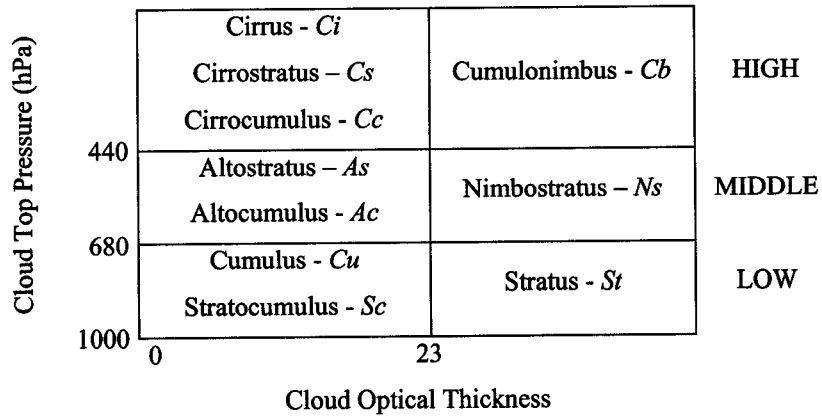 Cirrus - Ci
Cirrostratus – Cs
Cirrocumulus - Cc
Cumulonimbus - Cb
HIGH
440
Altostratus – As
Altocumulus - Ac
Nimbostratus – Ns
MIDDLE
680
Cumulus - Cu
Stratocumulus - Sc
Stratus - St
LOW
1000
0
23
Cloud Top Pressure (hPa)
Cloud Optical Thickness